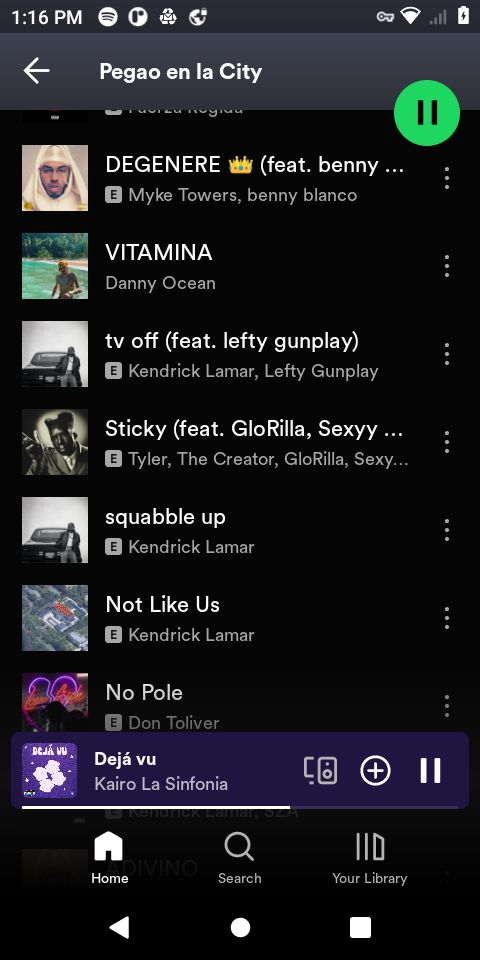 1:16 PM
Pegao en la City
Fuerza Regida
DEGENERE 👑 (feat. benny ...
E Myke Towers, benny blanco
VITAMINA
Danny Ocean
tv off (feat. lefty gunplay)
E Kendrick Lamar, Lefty Gunplay
Sticky (feat. GloRilla, Sexyy ...
E Tyler, The Creator, GloRilla, Sexy...
squabble up
E Kendrick Lamar
Not Like Us
E Kendrick Lamar
No Pole
E Don Toliver
DEJÁ VU
Dejá vu
Kairo La Sinfonia
Kendrick Lamar, SZA
ADIVINO
Home
Search
Your Library